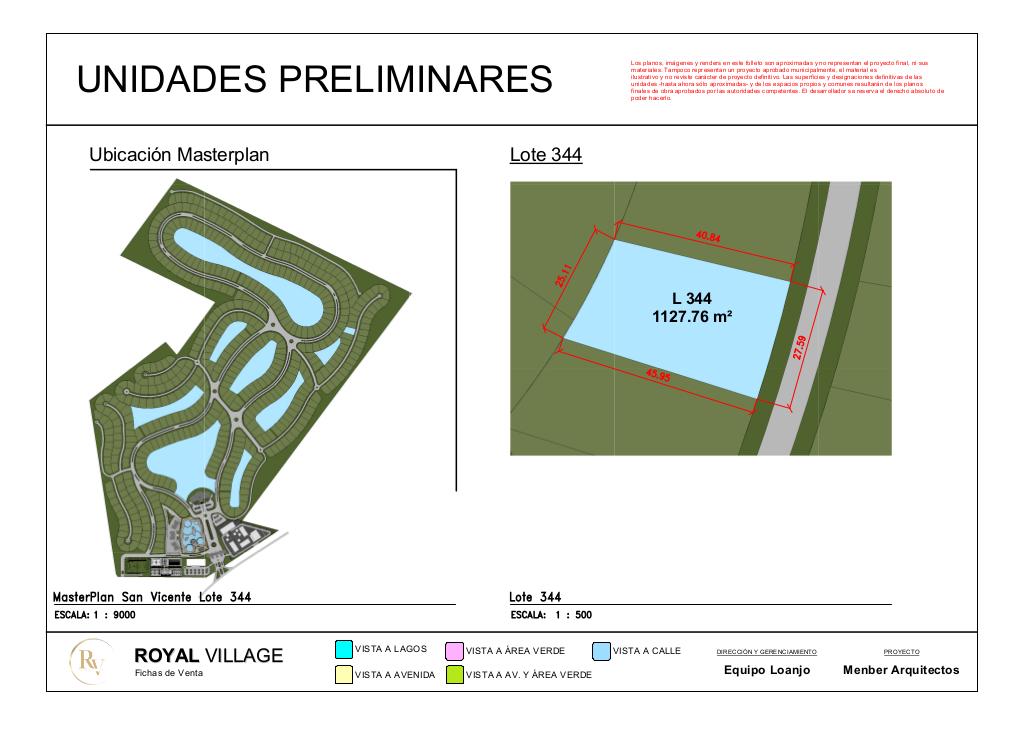 UNIDADES PRELIMINARES
Los planos, imágenes y renders en este folleto son aproximadas y no representan el proyecto final, ni sus
materiales. Tampoco representan un proyecto aprobado municipalmente, el material es
ilustrativo y no reviste carácter de proyecto definitivo. Las superficies y designaciones definitivas de las
unidades -hasta ahora sólo aproximadas- y de los espacios propios y comunes resultarán de los planos
finales de obra aprobados por las autoridades competentes. El desarrollador se reserva el derecho absoluto de
poder hacerlo.
Ubicación Masterplan
Lote 344
40.84
25.11
L 344
1127.76 m²
27.59
45.95
MasterPlan San Vicente Lote 344
ESCALA: 1 : 9000
Lote 344
ESCALA: 1 : 500
RV
ROYAL VILLAGE
Fichas de Venta
VISTA A LAGOS
VISTA A ÁREA VERDE
VISTA A CALLE
VISTA A AVENIDA
VISTA A AV. Y ÁREA VERDE
DIRECCIÓN Y GERENCIAMIENTO
Equipo Loanjo
PROYECTO
Menber Arquitectos